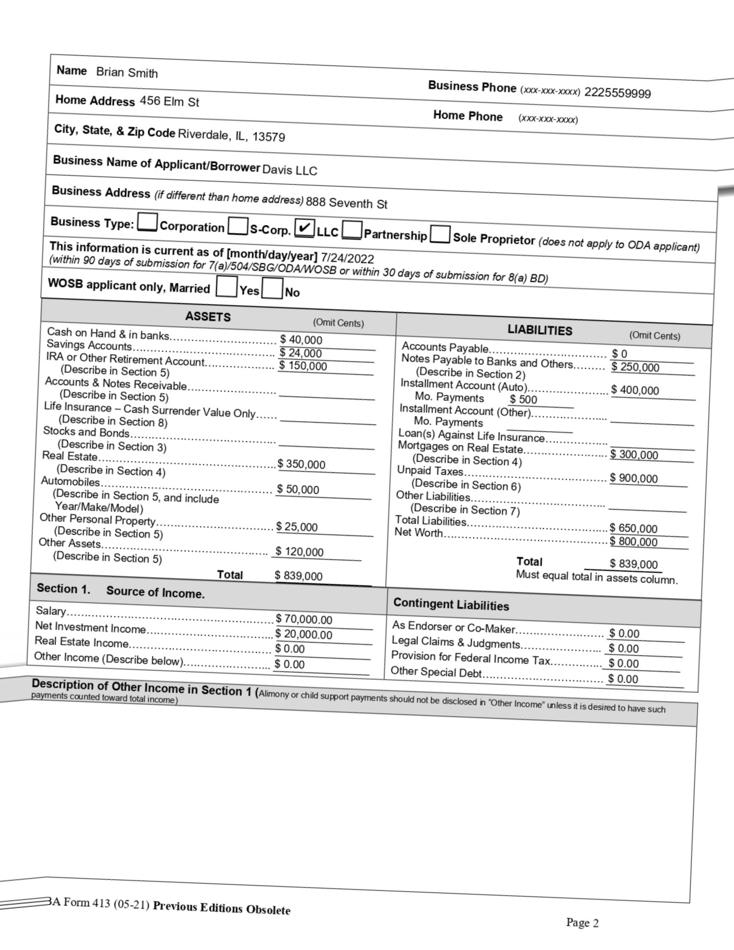 Name Brian Smith
Business Phone (xxx-xxx-xxxx) 2225559999
Home Address 456 Elm St
Home Phone (xxx-xxx-xxxx)
City, State, & Zip Code Riverdale, IL, 13579
Business Name of Applicant/Borrower Davis LLC
Business Address (if different than home address) 888 Seventh St
Business Type: Corporation S-Corp. ✔ LLC Partnership Sole Proprietor (does not apply to ODA applicant)
This information is current as of [month/day/year] 7/24/2022
(within 90 days of submission for 7(a)/504/SBG/ODA/WOSB or within 30 days of submission for 8(a) BD)
WOSB applicant only, Married Yes No
ASSETS (Omit Cents)
Cash on Hand & in banks........................... $ 40,000
Savings Accounts.................................... $ 24,000
IRA or Other Retirement Account.................. $ 150,000
(Describe in Section 5)
Accounts & Notes Receivable.......................
(Describe in Section 5)
Life Insurance – Cash Surrender Value Only......
(Describe in Section 8)
Stocks and Bonds....................................
(Describe in Section 3)
Real Estate............................................ $ 350,000
(Describe in Section 4)
Automobiles........................................... $ 50,000
(Describe in Section 5, and include
Year/Make/Model)
Other Personal Property............................. $ 25,000
(Describe in Section 5)
Other Assets.......................................... $ 120,000
(Describe in Section 5)
Total $ 839,000
LIABILITIES (Omit Cents)
Accounts Payable.................................... $ 0
Notes Payable to Banks and Others........ $ 250,000
(Describe in Section 2)
Installment Account (Auto)......................... $ 400,000
Mo. Payments $ 500
Installment Account (Other)........................
Mo. Payments
Loan(s) Against Life Insurance....................
Mortgages on Real Estate.......................... $ 300,000
(Describe in Section 4)
Unpaid Taxes......................................... $ 900,000
(Describe in Section 6)
Other Liabilities.......................................
(Describe in Section 7)
Total Liabilities........................................ $ 650,000
Net Worth.............................................. $ 800,000
Total $ 839,000
Must equal total in assets column.
Section 1. Source of Income.
Salary.................................................. $ 70,000.00
Net Investment Income............................. $ 20,000.00
Real Estate Income.................................. $ 0.00
Other Income (Describe below)................... $ 0.00
Contingent Liabilities
As Endorser or Co-Maker.......................... $ 0.00
Legal Claims & Judgments........................ $ 0.00
Provision for Federal Income Tax............... $ 0.00
Other Special Debt................................. $ 0.00
Description of Other Income in Section 1 (Alimony or child support payments should not be disclosed in "Other Income" unless it is desired to have such
payments counted toward total income)
BA Form 413 (05-21) Previous Editions Obsolete
Page 2